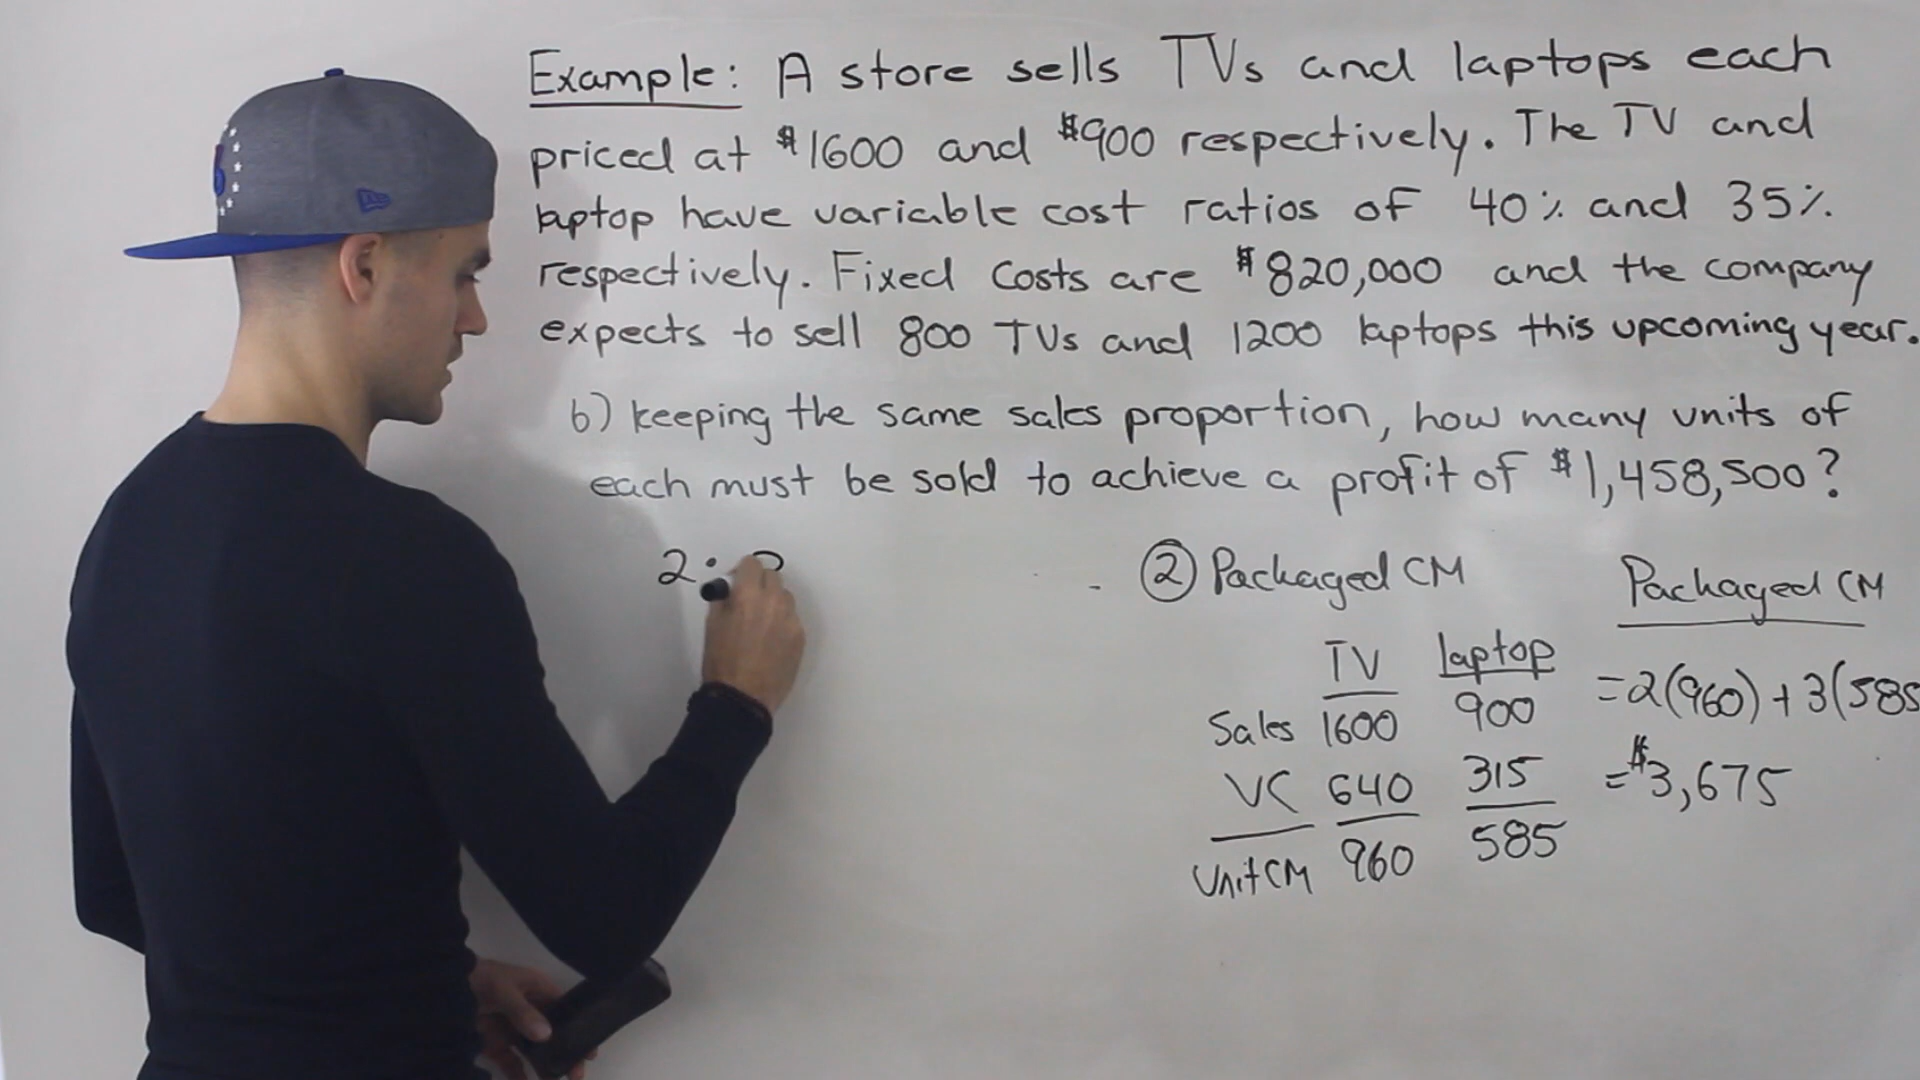 Example: A store sells TVs and laptops each
priced at $1600 and $900 respectively. The TV and
laptop have variable cost ratios of 40% and 35%
respectively. Fixed Costs are $820,000 and the company
expects to sell 800 TVs and 1200 laptops this upcoming year.
b) keeping the same sales proportion, how many units of
each must be sold to achieve a profit of $1,458,500?
2:
② Packaged CM
TV laptop
Sales 1600 900
VC 640 315
Unit CM 960 585
Packaged CM
=2(960)+3(585
=$3,675